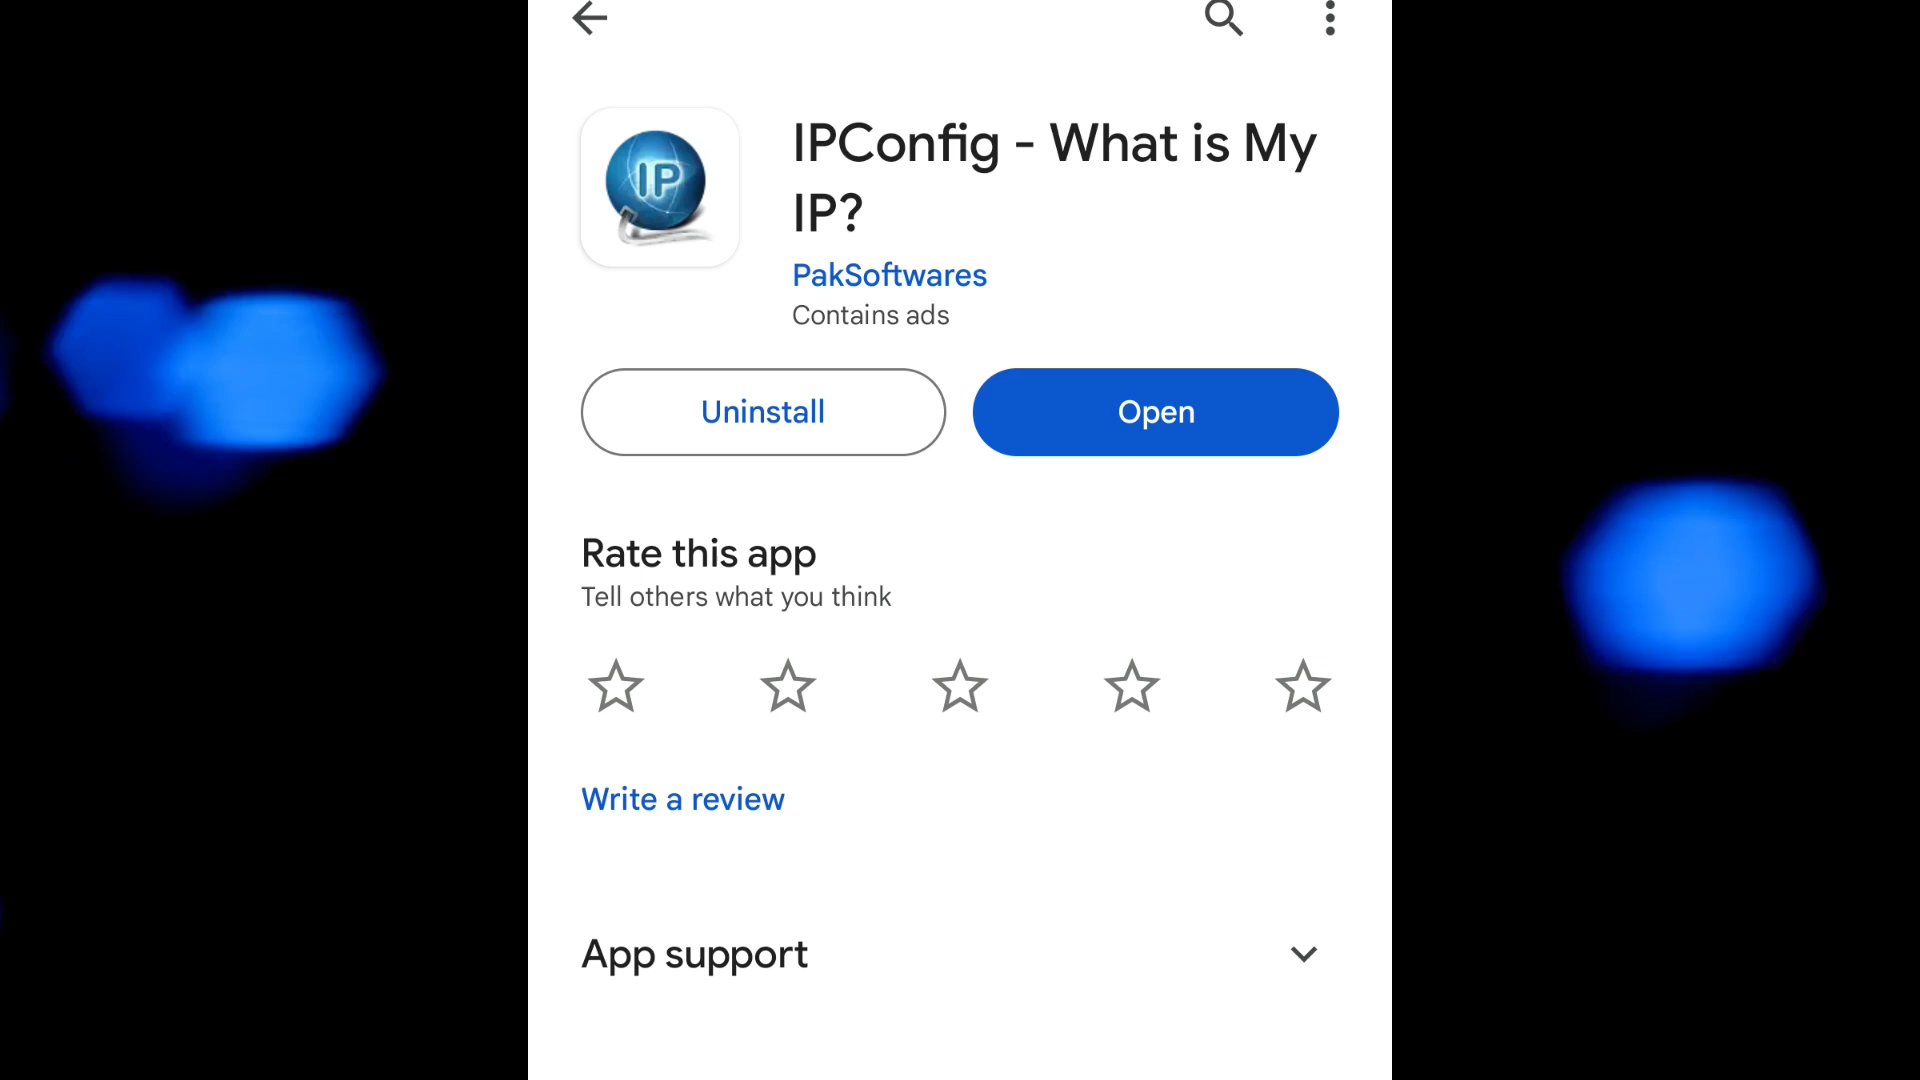 IP
IPConfig - What is My
IP?
PakSoftwares
Contains ads
Uninstall
Open
Rate this app
Tell others what you think
Write a review
App support